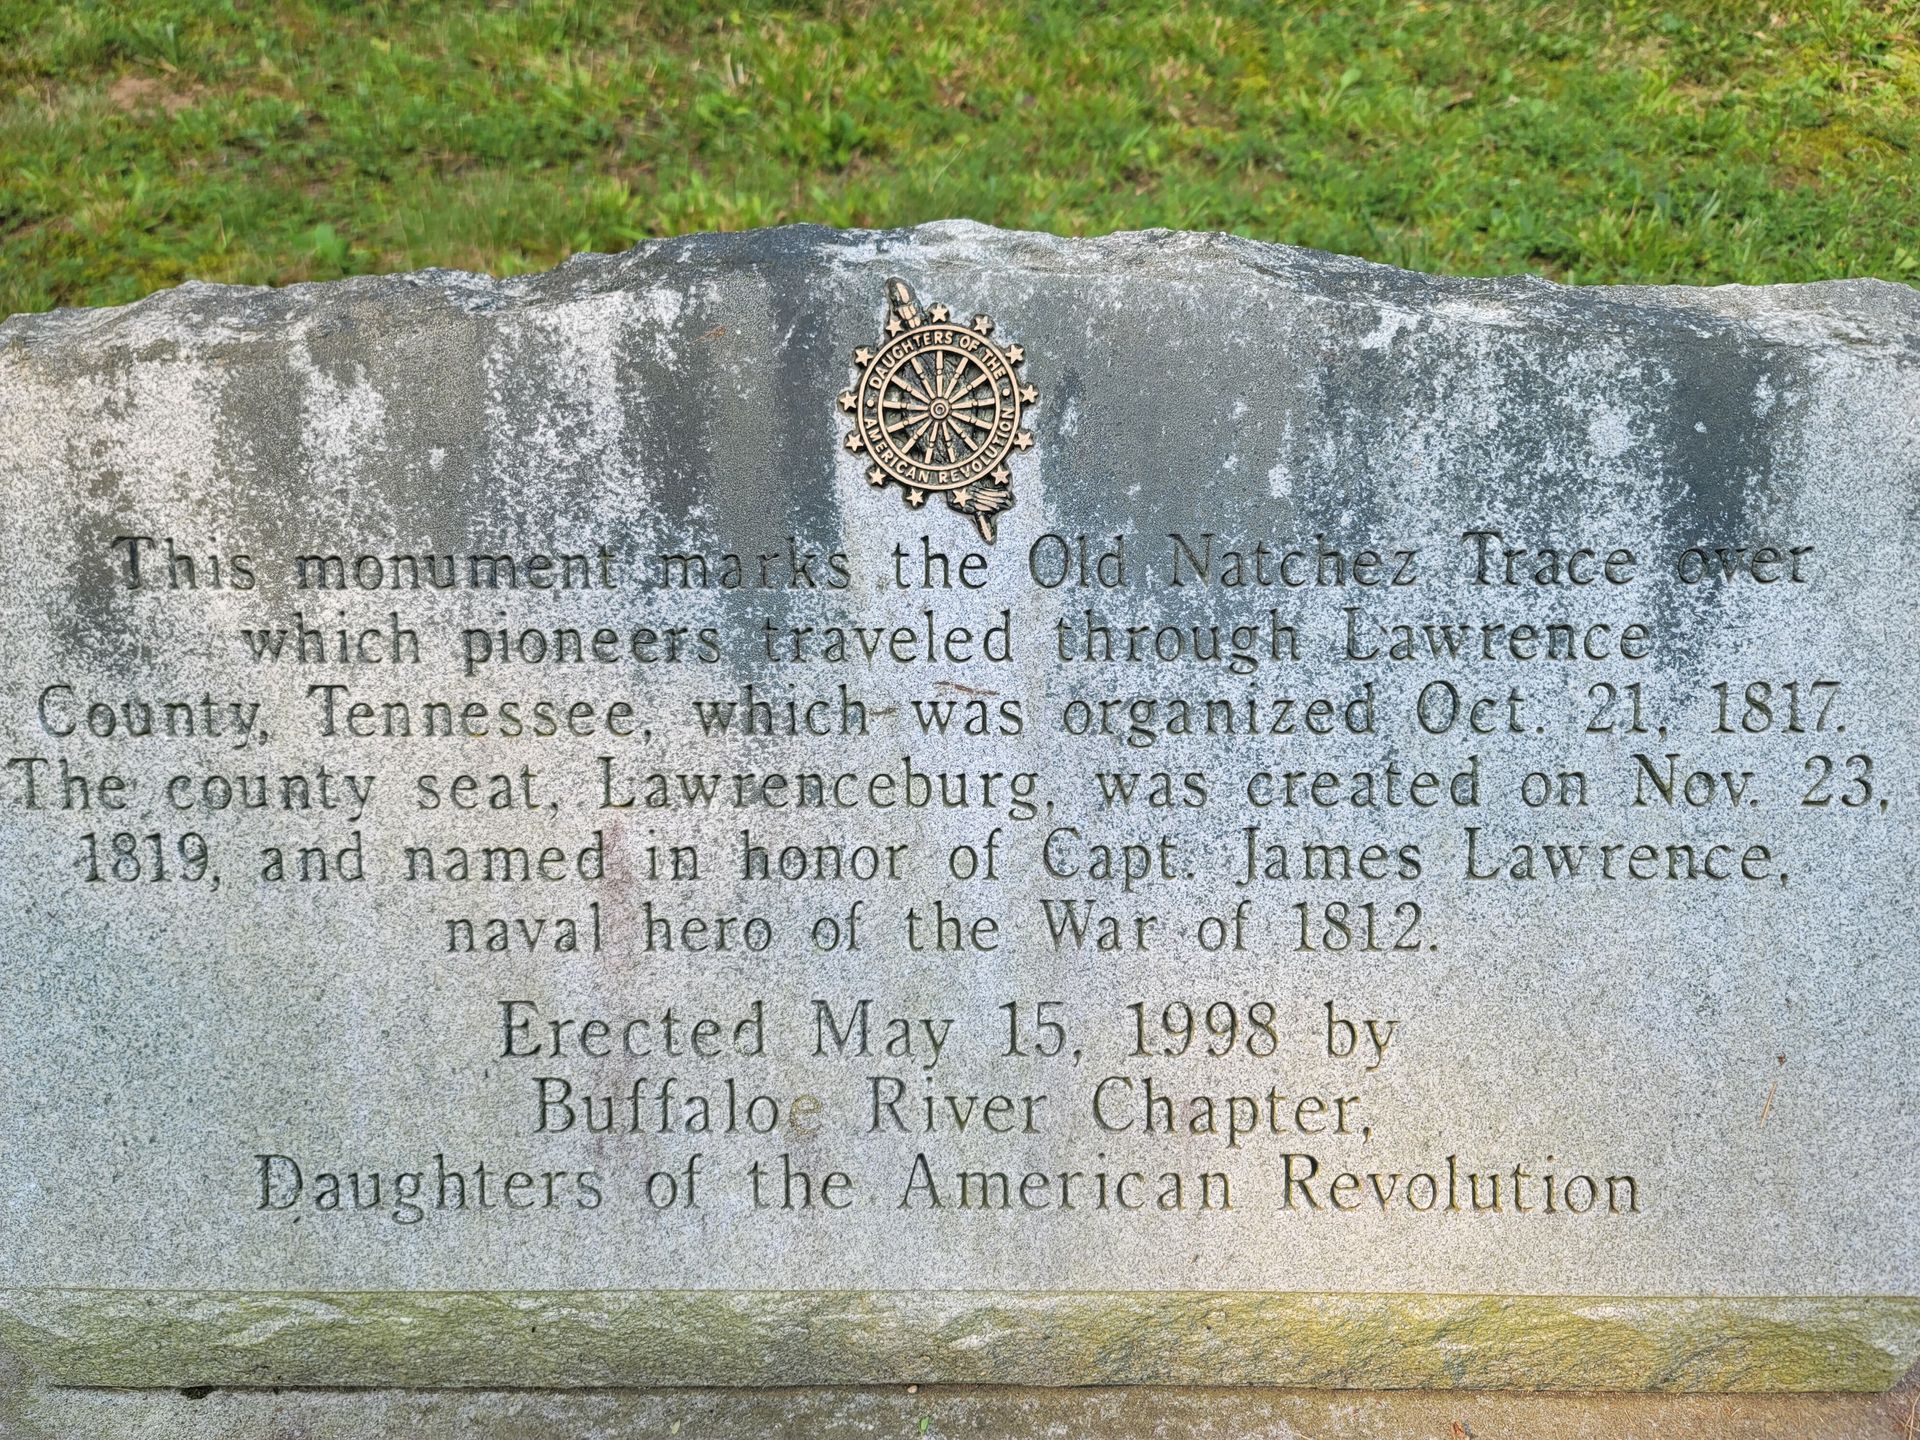 DAUGHTERS OF THE
AMERICAN REVOLUTION
This monument marks the Old Natchez Trace over
which pioneers traveled through Lawrence
County, Tennessee, which was organized Oct. 21, 1817.
The county seat, Lawrenceburg, was created on Nov. 23,
1819, and named in honor of Capt. James Lawrence,
naval hero of the War of 1812.
Erected May 15, 1998 by
Buffaloe River Chapter,
Daughters of the American Revolution